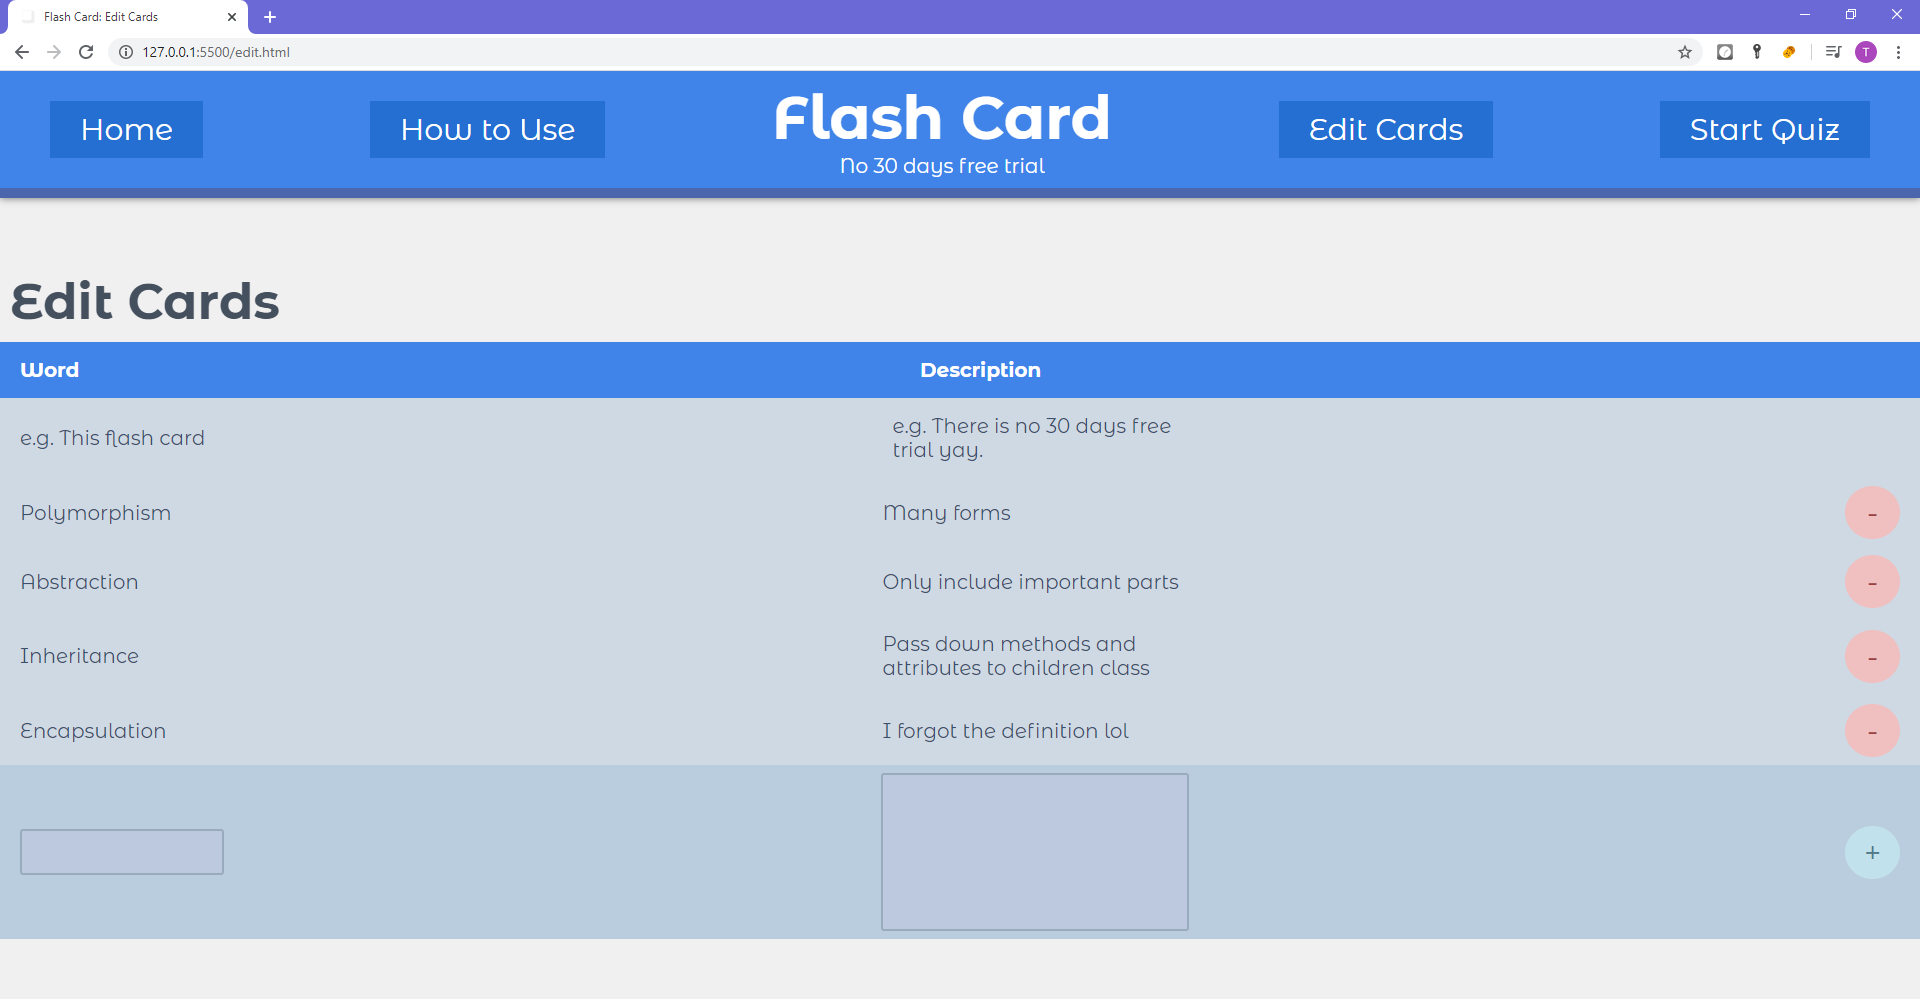 Flash Card: Edit Cards
127.0.0.1:5500/edit.html
T
Home
How to Use
Flash Card
No 30 days free trial
Edit Cards
Start Quiz
Edit Cards
Word
Description
e.g. This flash card
e.g. There is no 30 days free
trial yay.
Polymorphism
Many forms
-
Abstraction
Only include important parts
-
Inheritance
Pass down methods and
attributes to children class
-
Encapsulation
I forgot the definition lol
-
+